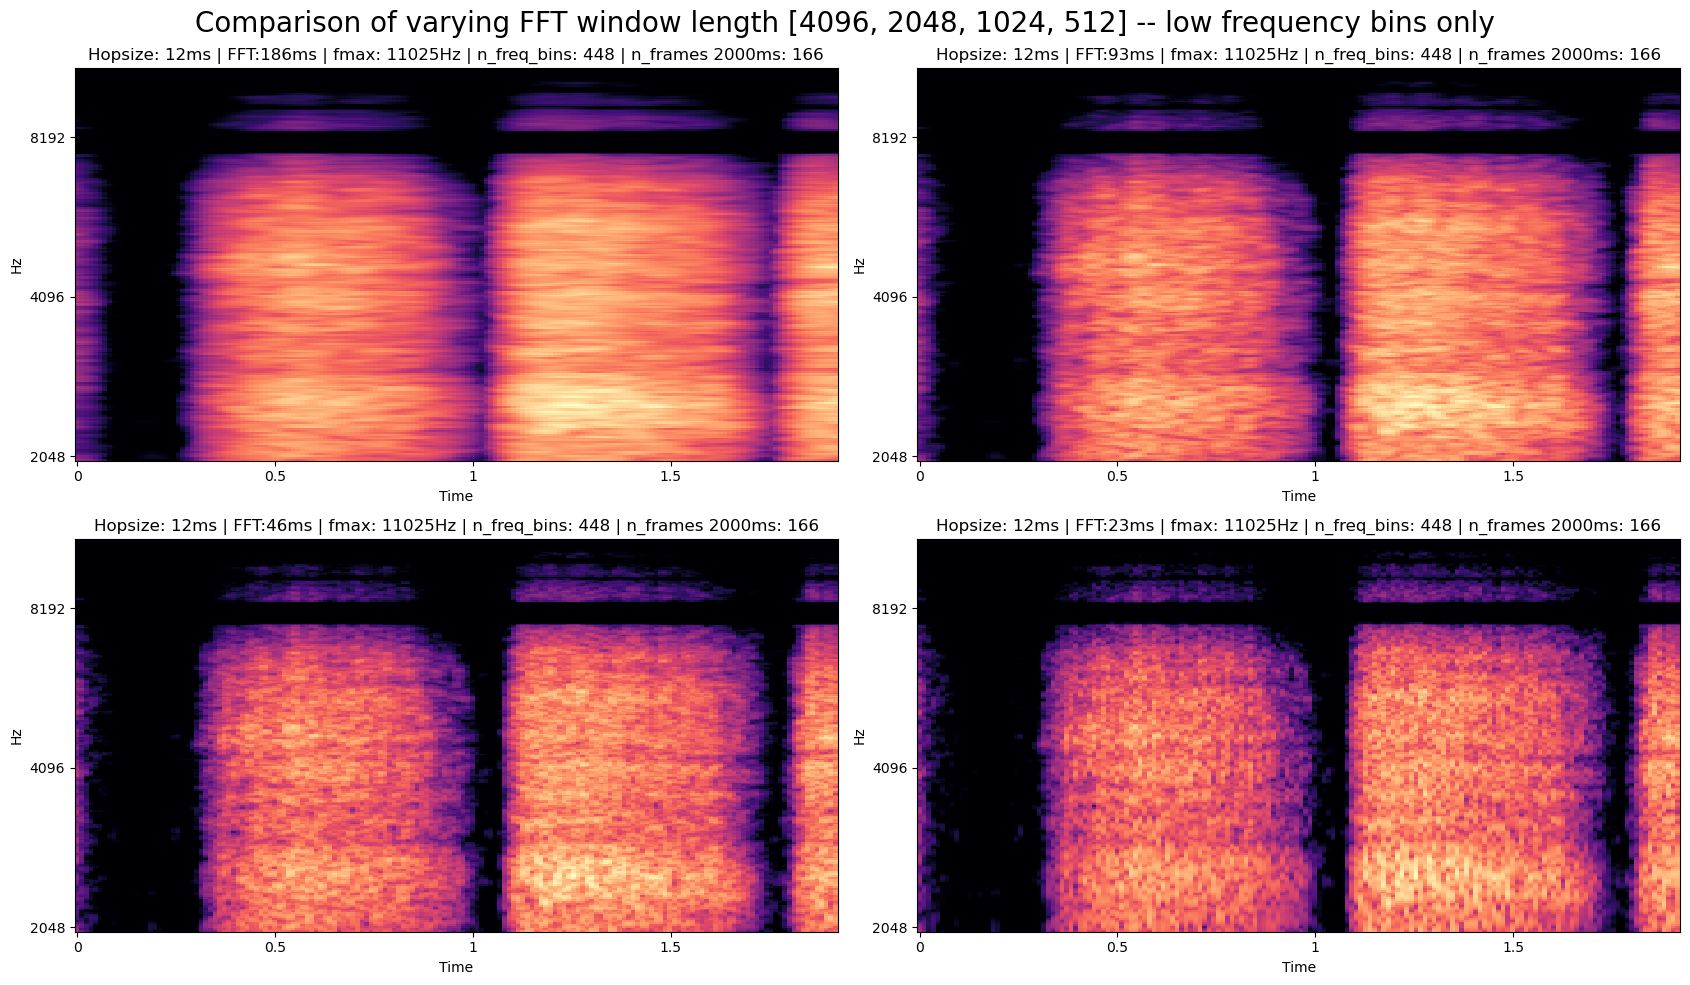 Comparison of varying FFT window length [4096, 2048, 1024, 512] -- low frequency bins only
Hopsize: 12ms | FFT:186ms | fmax: 11025Hz | n_freq_bins: 448 | n_frames 2000ms: 166
8192
4096
2048
Hz
0
0.5
1
1.5
Time
Hopsize: 12ms | FFT:93ms | fmax: 11025Hz | n_freq_bins: 448 | n_frames 2000ms: 166
8192
4096
2048
Hz
0
0.5
1
1.5
Time
Hopsize: 12ms | FFT:46ms | fmax: 11025Hz | n_freq_bins: 448 | n_frames 2000ms: 166
8192
4096
2048
Hz
0
0.5
1
1.5
Time
Hopsize: 12ms | FFT:23ms | fmax: 11025Hz | n_freq_bins: 448 | n_frames 2000ms: 166
8192
4096
2048
Hz
0
0.5
1
1.5
Time